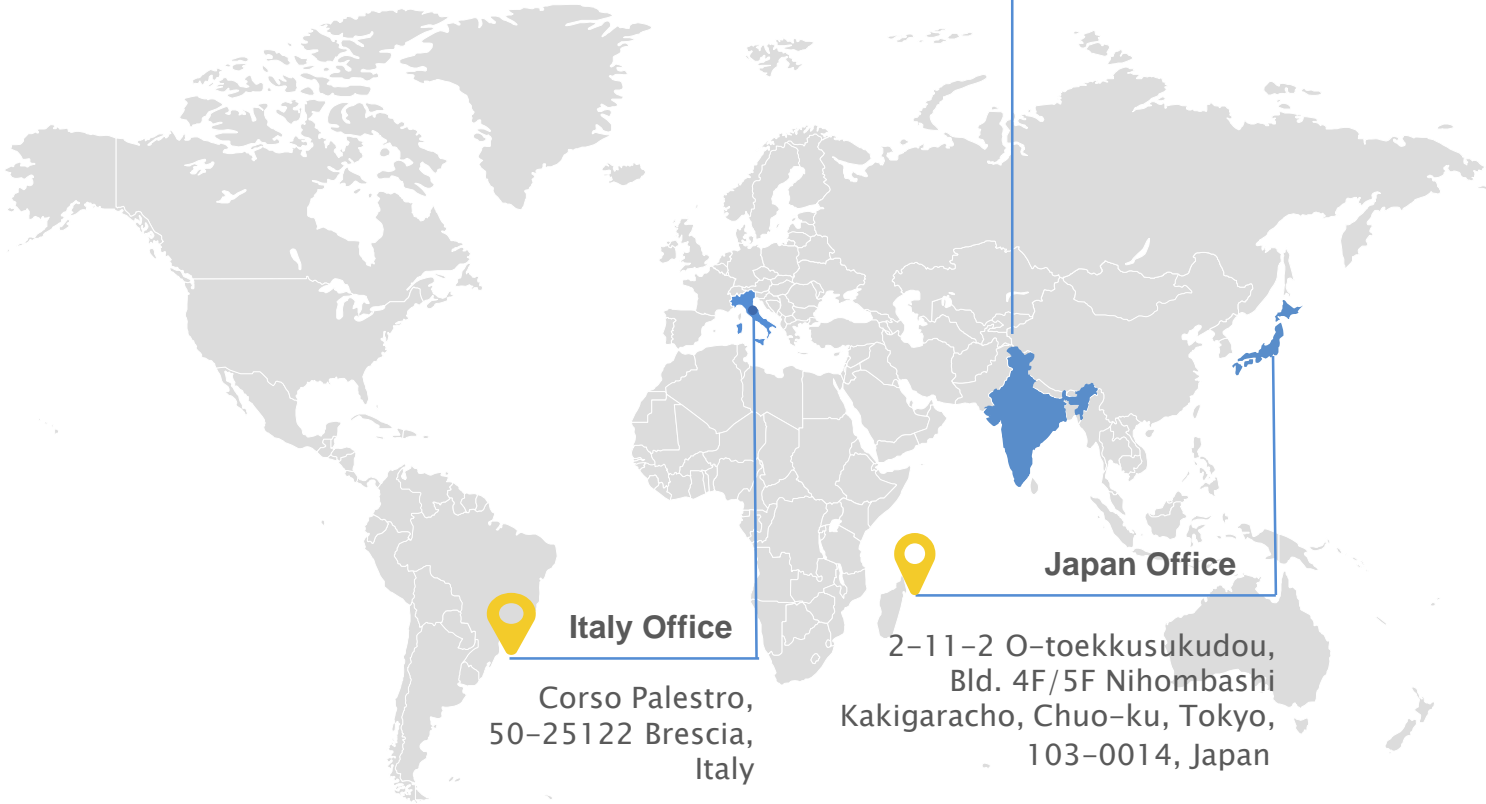 Italy Office
Corso Palestro,
50-25122 Brescia,
Italy
Japan Office
2-11-2 O-toekkusukudou,
Bld. 4F/5F Nihombashi
Kakigaracho, Chuo-ku, Tokyo,
103-0014, Japan